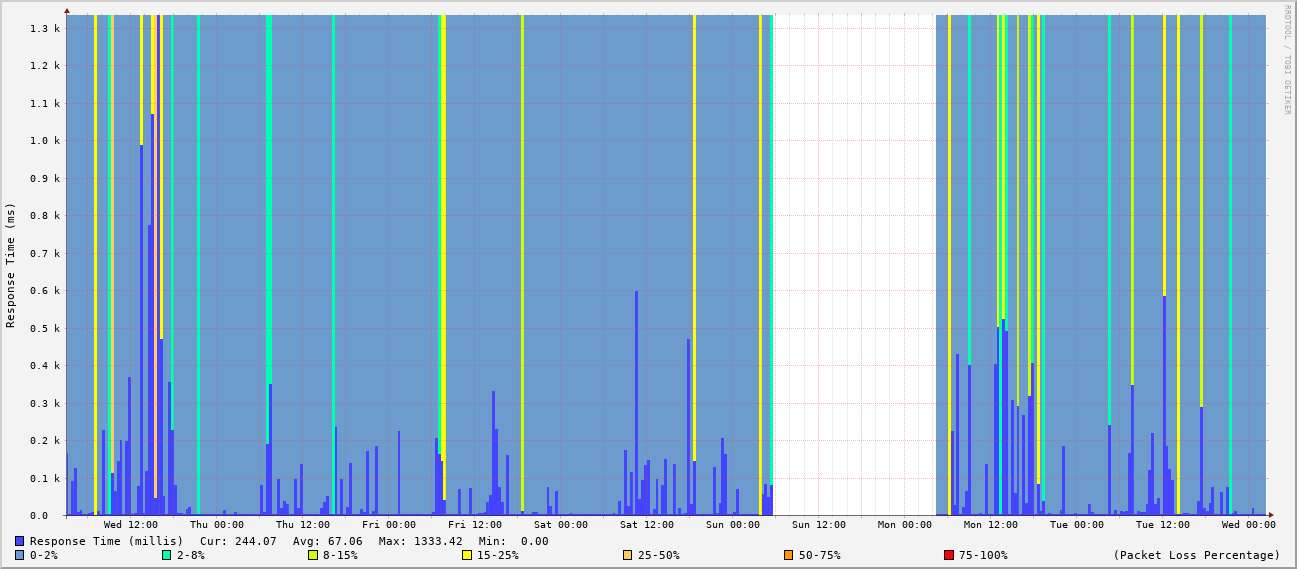 1.3 k
1.2 k
1.1 k
1.0 k
0.9 k
0.8 k
0.7 k
0.6 k
0.5 k
0.4 k
0.3 k
0.2 k
0.1 k
0.0
Response Time (ms)
RRDTOOL / TOBI OETIKER
Wed 12:00 Thu 00:00 Thu 12:00 Fri 00:00 Fri 12:00 Sat 00:00 Sat 12:00 Sun 00:00 Sun 12:00 Mon 00:00 Mon 12:00 Tue 00:00 Tue 12:00 Wed 00:00
Response Time (millis) Cur: 244.07 Avg: 67.06 Max: 1333.42 Min: 0.00
0-2% 2-8% 8-15% 15-25% 25-50% 50-75% 75-100% (Packet Loss Percentage)